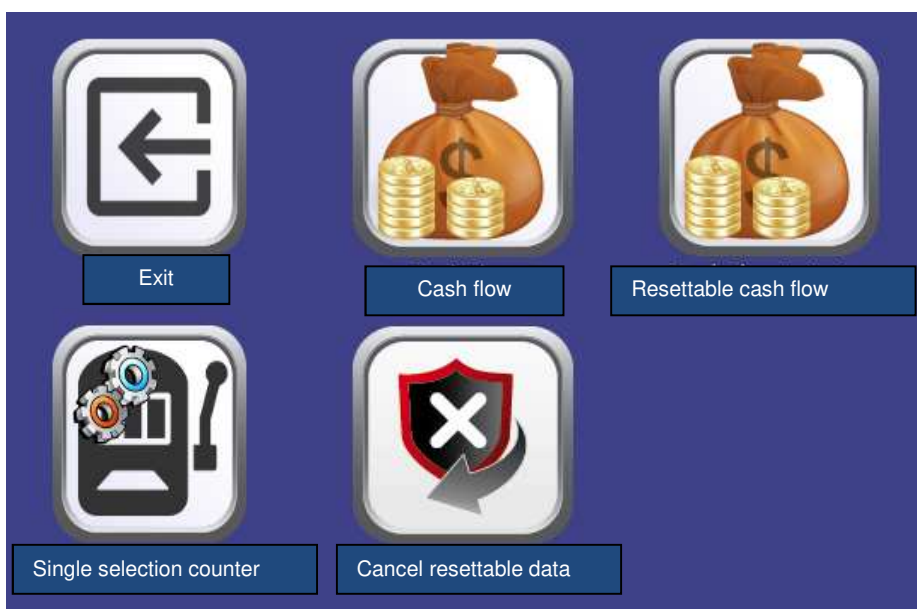 Exit
Cash flow
Resettable cash flow
Single selection counter
Cancel resettable data